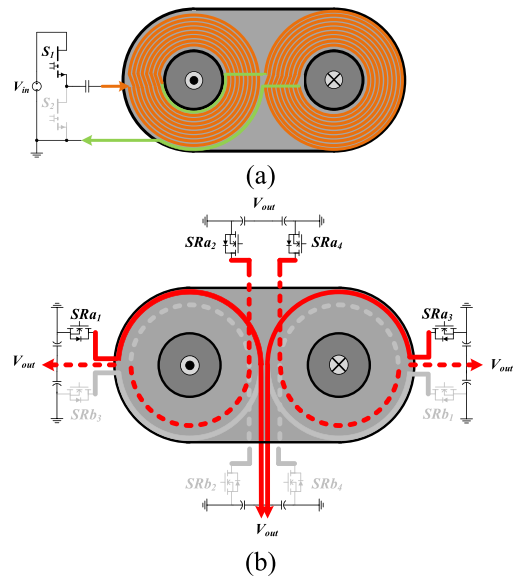 S1
Vin
S2
(a)
Vout
SRa2
SRa4
SRa1
SRa3
Vout
Vout
SRb3
SRb1
SRb2
SRb4
Vout
(b)